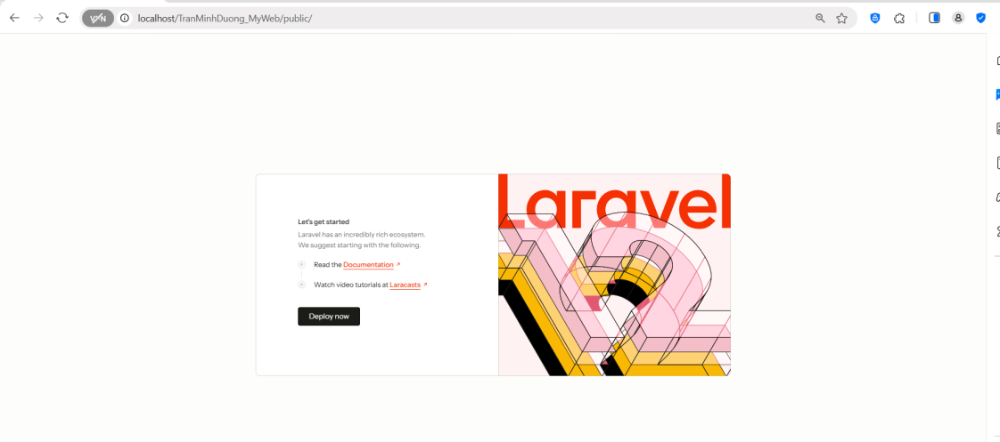 VPN
localhost/TranMinhDuong_MyWeb/public/
Let's get started
Laravel has an incredibly rich ecosystem.
We suggest starting with the following.
Read the Documentation ↗
Watch video tutorials at Laracasts ↗
Deploy now
Laravel